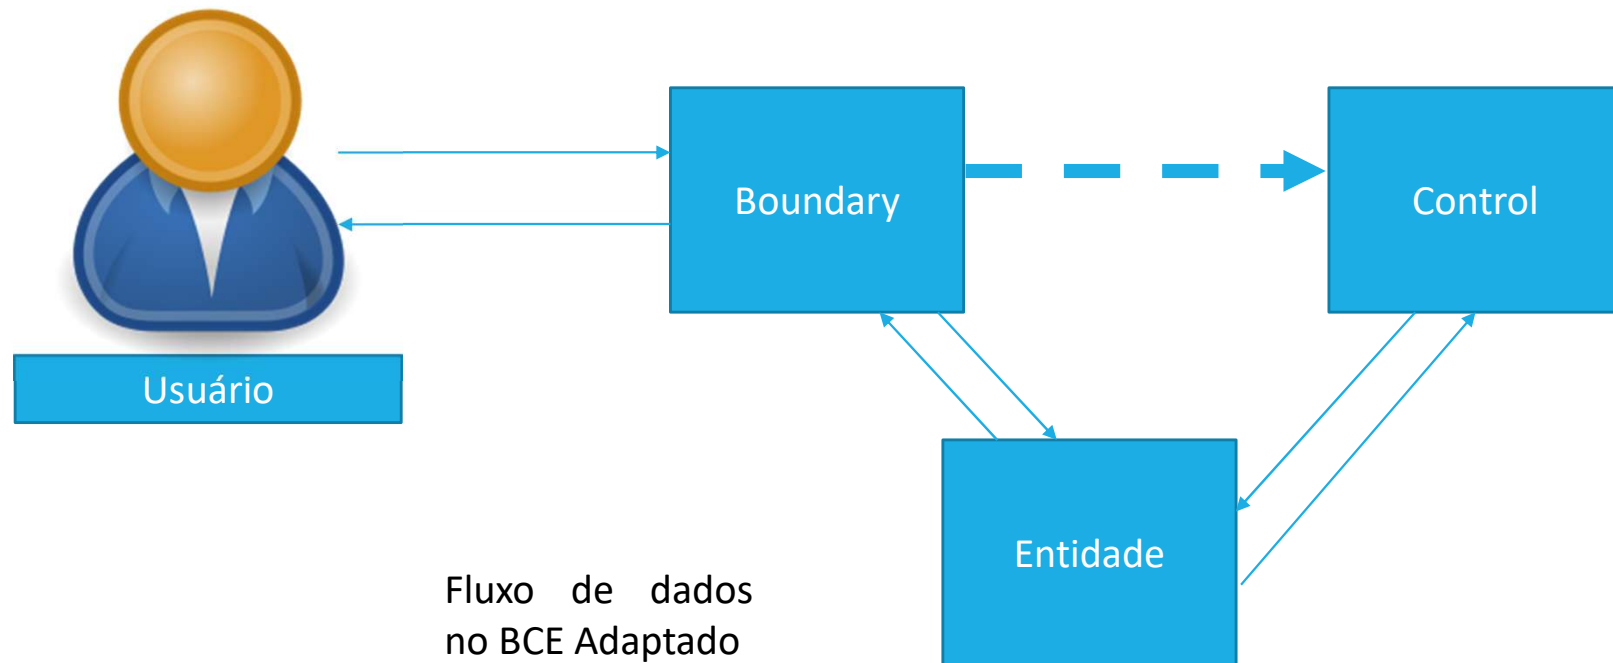 Boundary
Control
Usuário
Entidade
Fluxo de dados
no BCE Adaptado